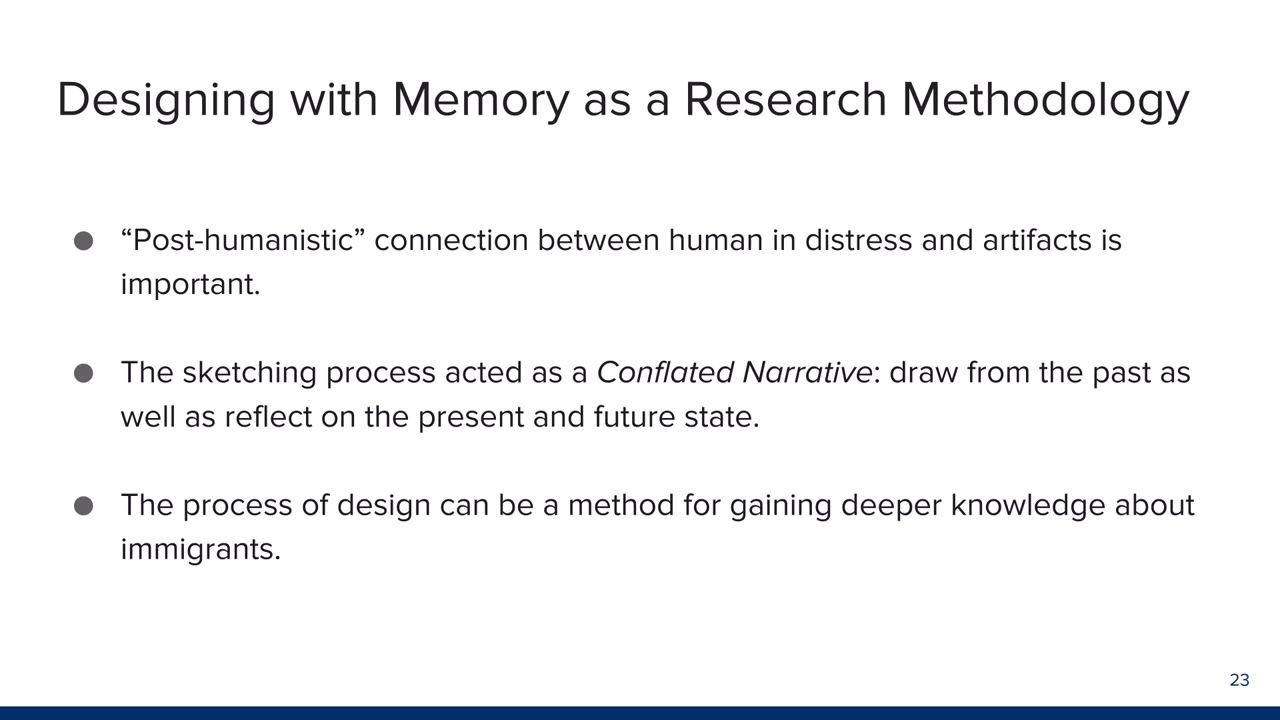 Designing with Memory as a Research Methodology
● “Post-humanistic” connection between human in distress and artifacts is
important.
● The sketching process acted as a Conflated Narrative: draw from the past as
well as reflect on the present and future state.
● The process of design can be a method for gaining deeper knowledge about
immigrants.
23